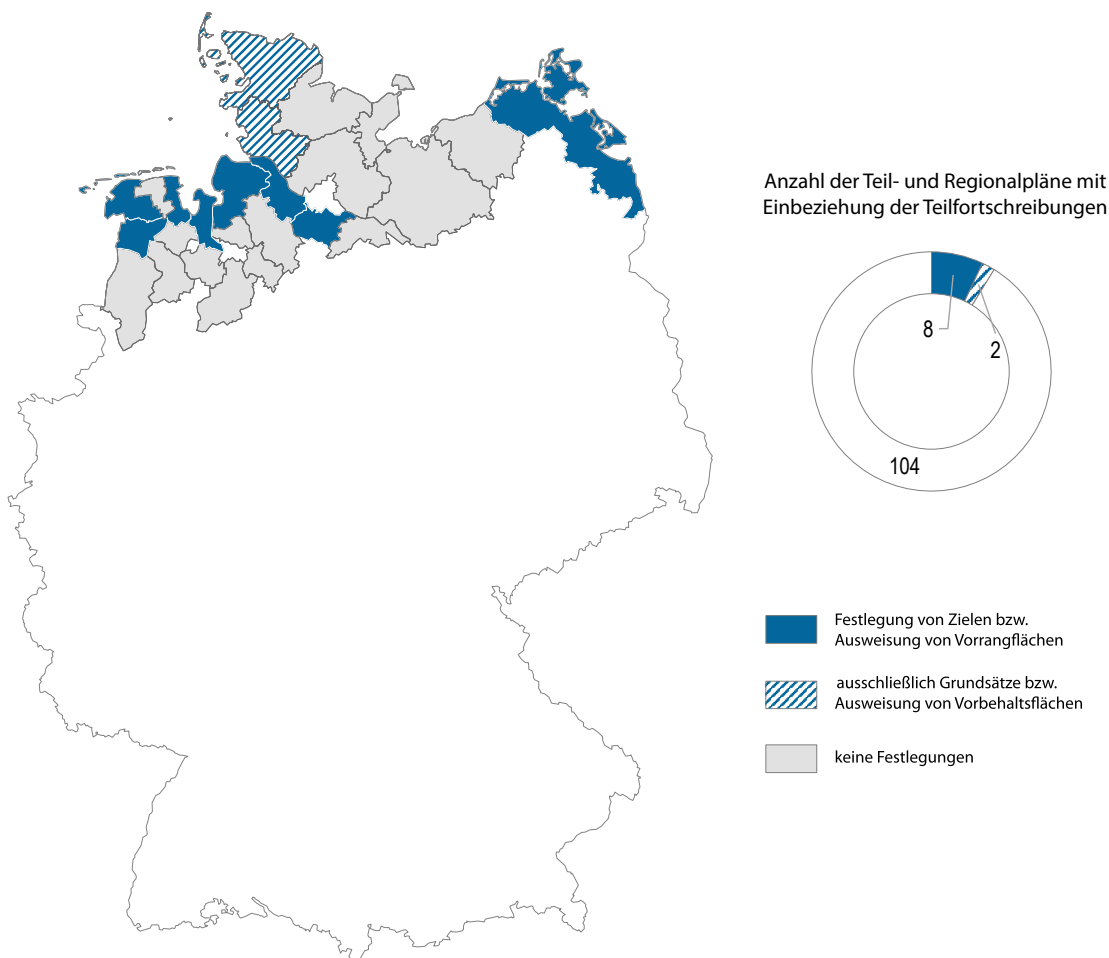 Anzahl der Teil- und Regionalpläne mit
Einbeziehung der Teilfortschreibungen
8
2
104
Festlegung von Zielen bzw.
Ausweisung von Vorrangflächen
ausschließlich Grundsätze bzw.
Ausweisung von Vorbehaltsflächen
keine Festlegungen